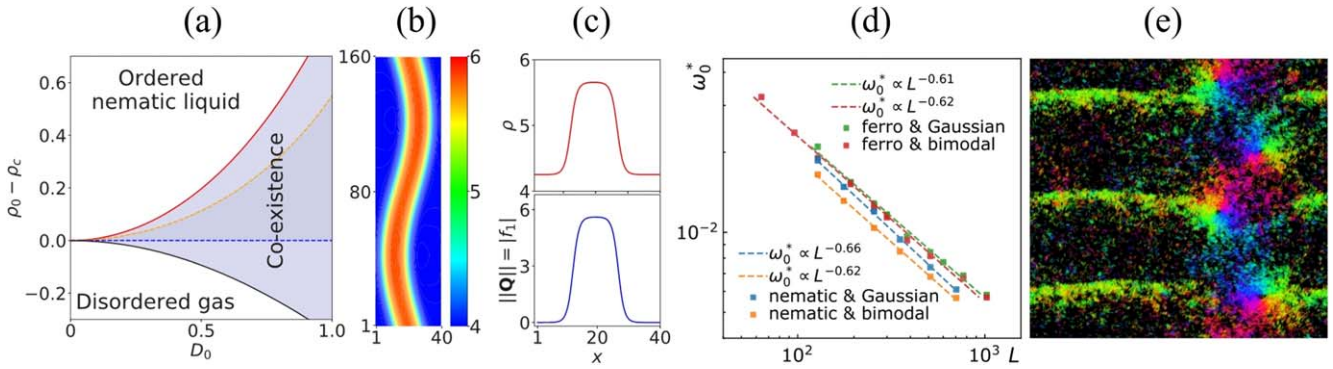 (a)
(b)
(c)
(d)
(e)
0.6
0.4
0.2
0.0
−0.2
ρ₀ − ρc
Ordered
nematic liquid
Co-existence
Disordered gas
0
0.5
1.0
D₀
160
80
1
1
40
6
5
4
6
5
4
ρ
6
3
0
||Q|| = |f₁|
1
20
40
x
ω₀*
10⁻²
ω₀* ∝ L⁻⁰·⁶¹
ω₀* ∝ L⁻⁰·⁶²
ferro & Gaussian
ferro & bimodal
ω₀* ∝ L⁻⁰·⁶⁶
ω₀* ∝ L⁻⁰·⁶²
nematic & Gaussian
nematic & bimodal
10²
10³
L